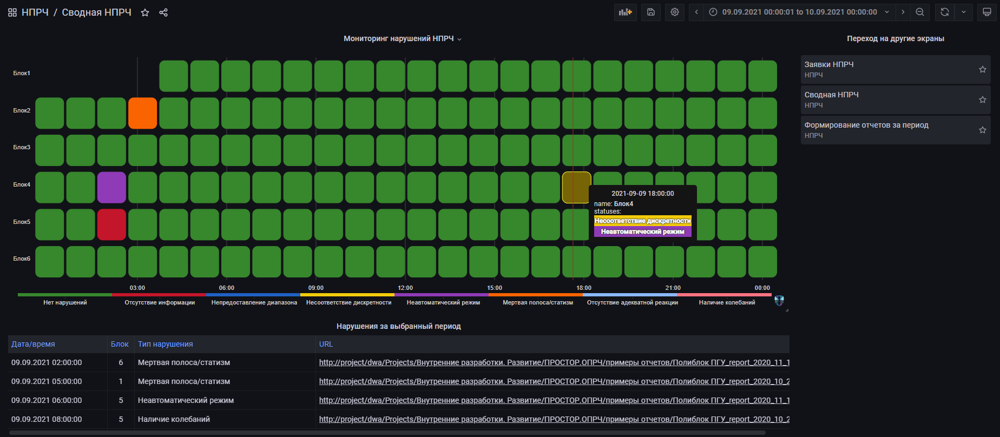 НПРЧ / Сводная НПРЧ
09.09.2021 00:00:01 to 10.09.2021 00:00:00
Мониторинг нарушений НПРЧ
Переход на другие экраны
Блок1
Блок2
Блок3
Блок4
Блок5
Блок6
2021-09-09 18:00:00
name: Блок4
statuses:
Несоответствие дискретности
Неавтоматический режим
03:00 06:00 09:00 12:00 15:00 18:00 21:00 00:00
Нет нарушений Отсутствие информации Непредоставление диапазона Несоответствие дискретности Неавтоматический режим Мертвая полоса/статизм Отсутствие адекватной реакции Наличие колебаний
Заявки НПРЧ
НПРЧ
Сводная НПРЧ
НПРЧ
Формирование отчетов за период
НПРЧ
Нарушения за выбранный период
Дата/время Блок Тип нарушения URL
09.09.2021 02:00:00 6 Мертвая полоса/статизм http://project/dwa/Projects/Внутренние разработки. Развитие/ПРОСТОР.ОПРЧ/примеры отчетов/Полиблок ПГУ_report_2020_11_1
09.09.2021 05:00:00 1 Мертвая полоса/статизм http://project/dwa/Projects/Внутренние разработки. Развитие/ПРОСТОР.ОПРЧ/примеры отчетов/Полиблок ПГУ_report_2020_10_2
09.09.2021 06:00:00 5 Неавтоматический режим http://project/dwa/Projects/Внутренние разработки. Развитие/ПРОСТОР.ОПРЧ/примеры отчетов/Полиблок ПГУ_report_2020_11_1
09.09.2021 08:00:00 5 Наличие колебаний http://project/dwa/Projects/Внутренние разработки. Развитие/ПРОСТОР.ОПРЧ/примеры отчетов/Полиблок ПГУ_report_2020_10_2